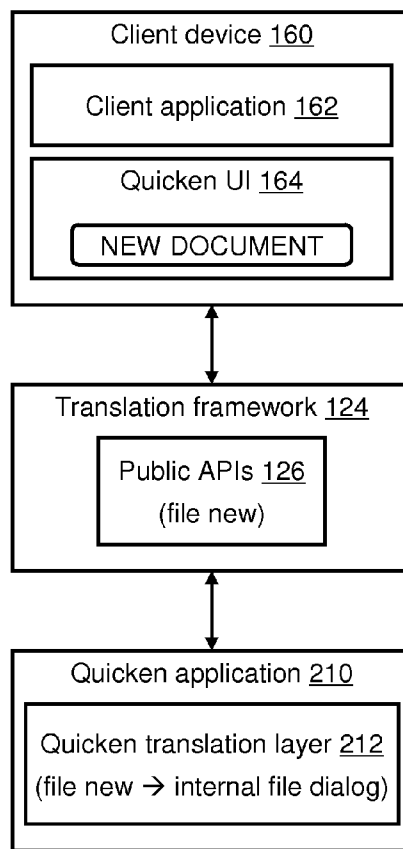 Client device 160
Client application 162
Quicken UI 164
NEW DOCUMENT
Translation framework 124
Public APIs 126
(file new)
Quicken application 210
Quicken translation layer 212
(file new → internal file dialog)